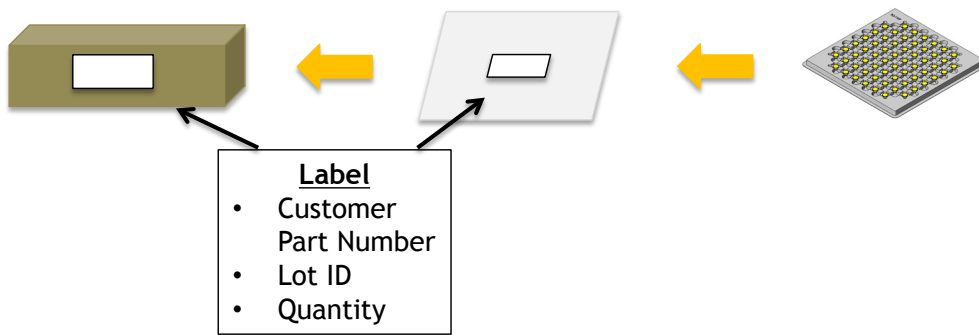 Label
• Customer
Part Number
• Lot ID
• Quantity